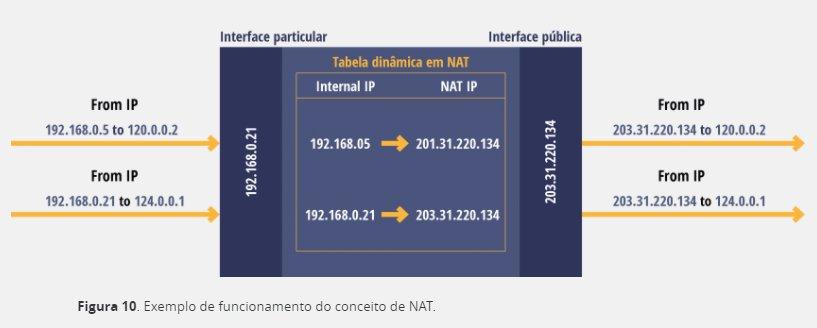 Interface particular
Interface pública
Tabela dinâmica em NAT
Internal IP
NAT IP
From IP
192.168.0.5 to 120.0.0.2
From IP
192.168.0.21 to 124.0.0.1
192.168.0.21
192.168.05
201.31.220.134
192.168.0.21
203.31.220.134
203.31.220.134
From IP
203.31.220.134 to 120.0.0.2
From IP
203.31.220.134 to 124.0.0.1
Figura 10. Exemplo de funcionamento do conceito de NAT.